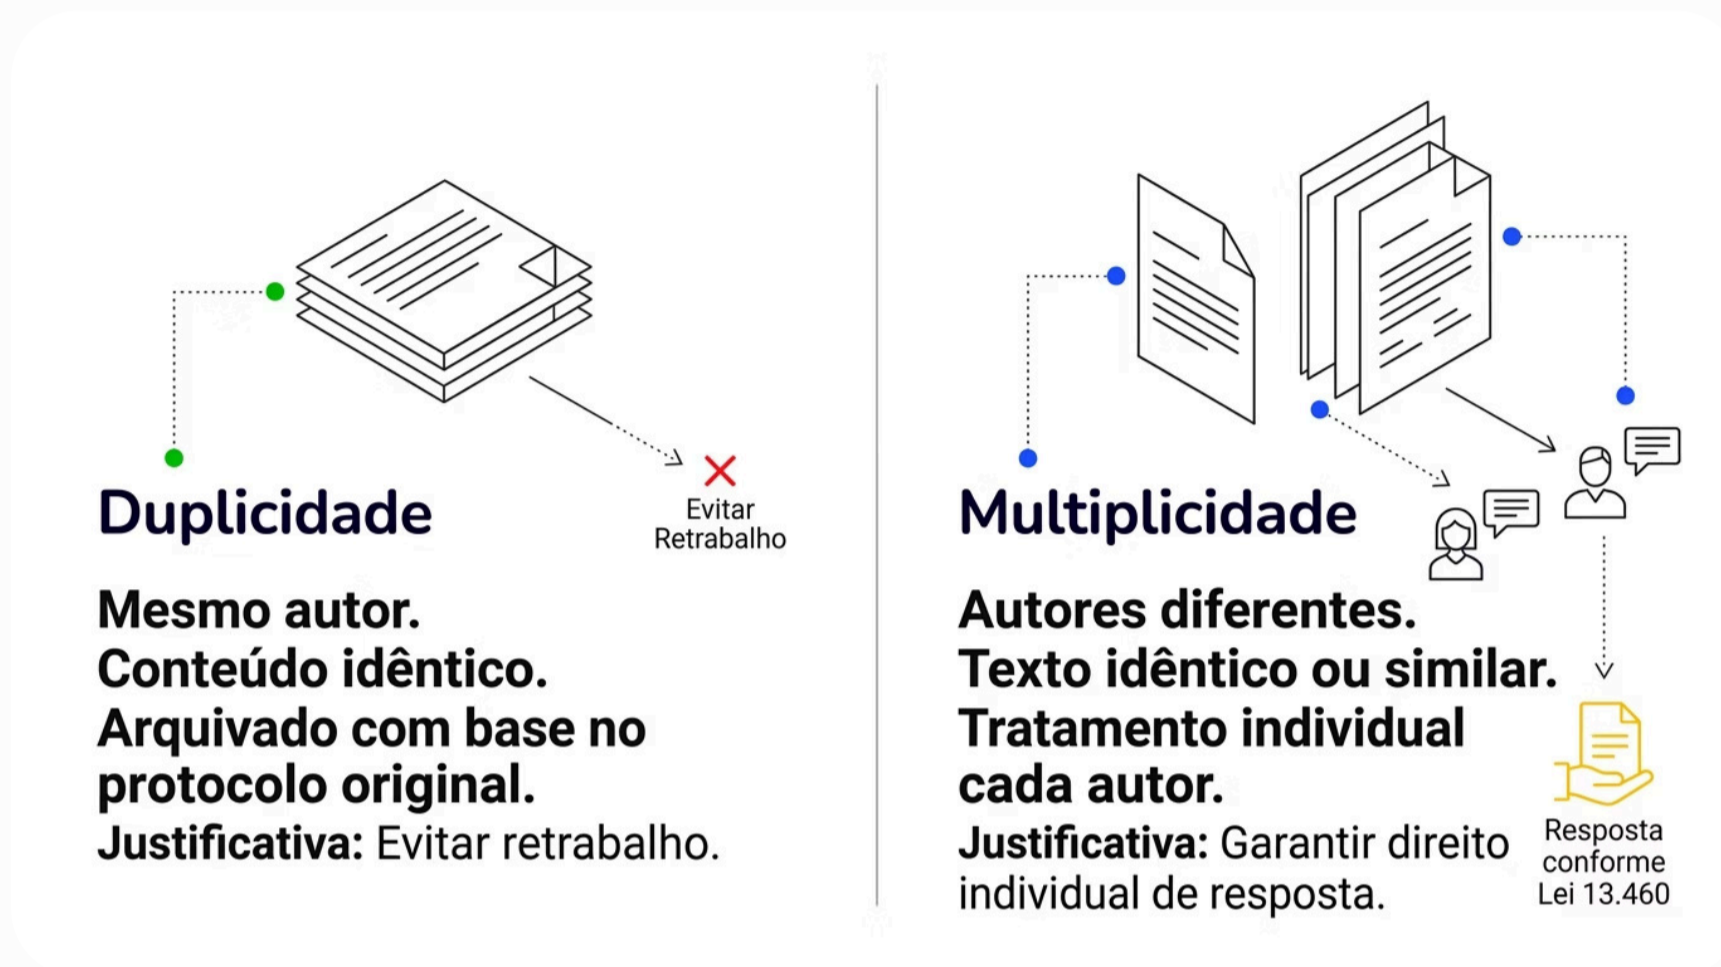 Duplicidade
Evitar
Retrabalho
Mesmo autor.
Conteúdo idêntico.
Arquivado com base no
protocolo original.
Justificativa: Evitar retrabalho.
Multiplicidade
Autores diferentes.
Texto idêntico ou similar.
Tratamento individual
cada autor.
Justificativa: Garantir direito
individual de resposta.
Resposta
conforme
Lei 13.460